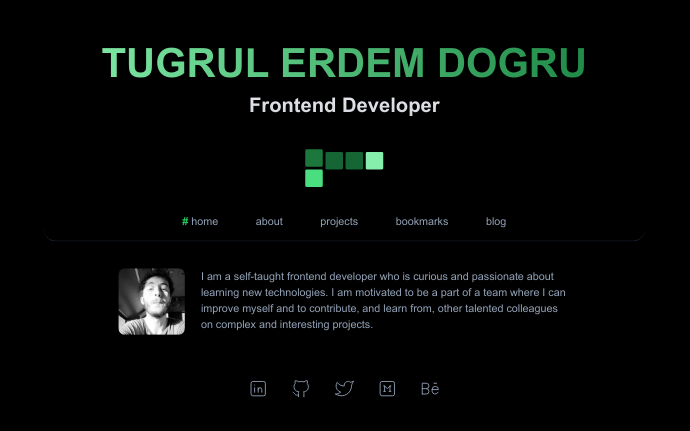 TUGRUL ERDEM DOGRU
Frontend Developer
# home about projects bookmarks blog
I am a self-taught frontend developer who is curious and passionate about
learning new technologies. I am motivated to be a part of a team where I can
improve myself and to contribute, and learn from, other talented colleagues
on complex and interesting projects.